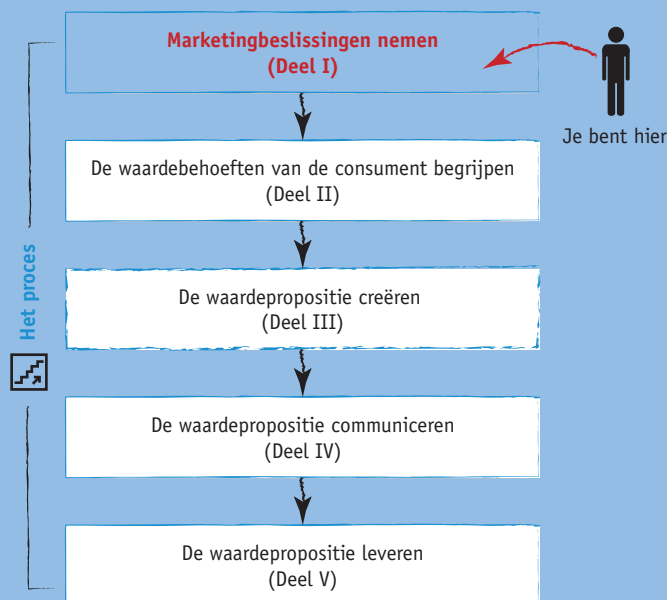 Marketingbeslissingen nemen
(Deel I)
Je bent hier
De waardebehoeften van de consument begrijpen
(Deel II)
Het proces
De waardepropositie creëren
(Deel III)
De waardepropositie communiceren
(Deel IV)
De waardepropositie leveren
(Deel V)